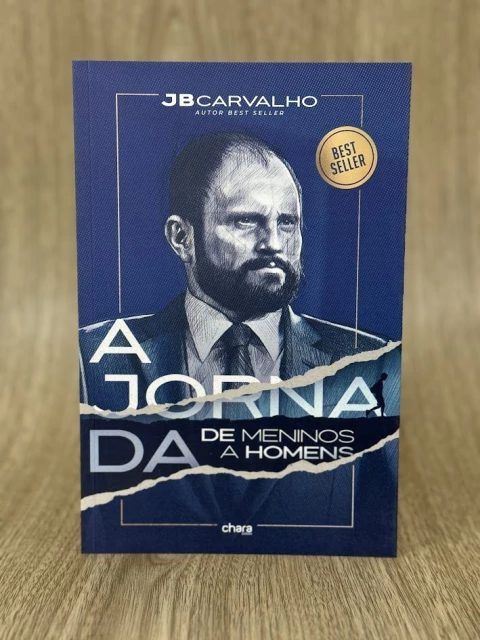 JBCARVALHO
AUTOR BEST SELLER
BEST
SELLER
A
JORNA
DA
DE MENINOS
A HOMENS
chara